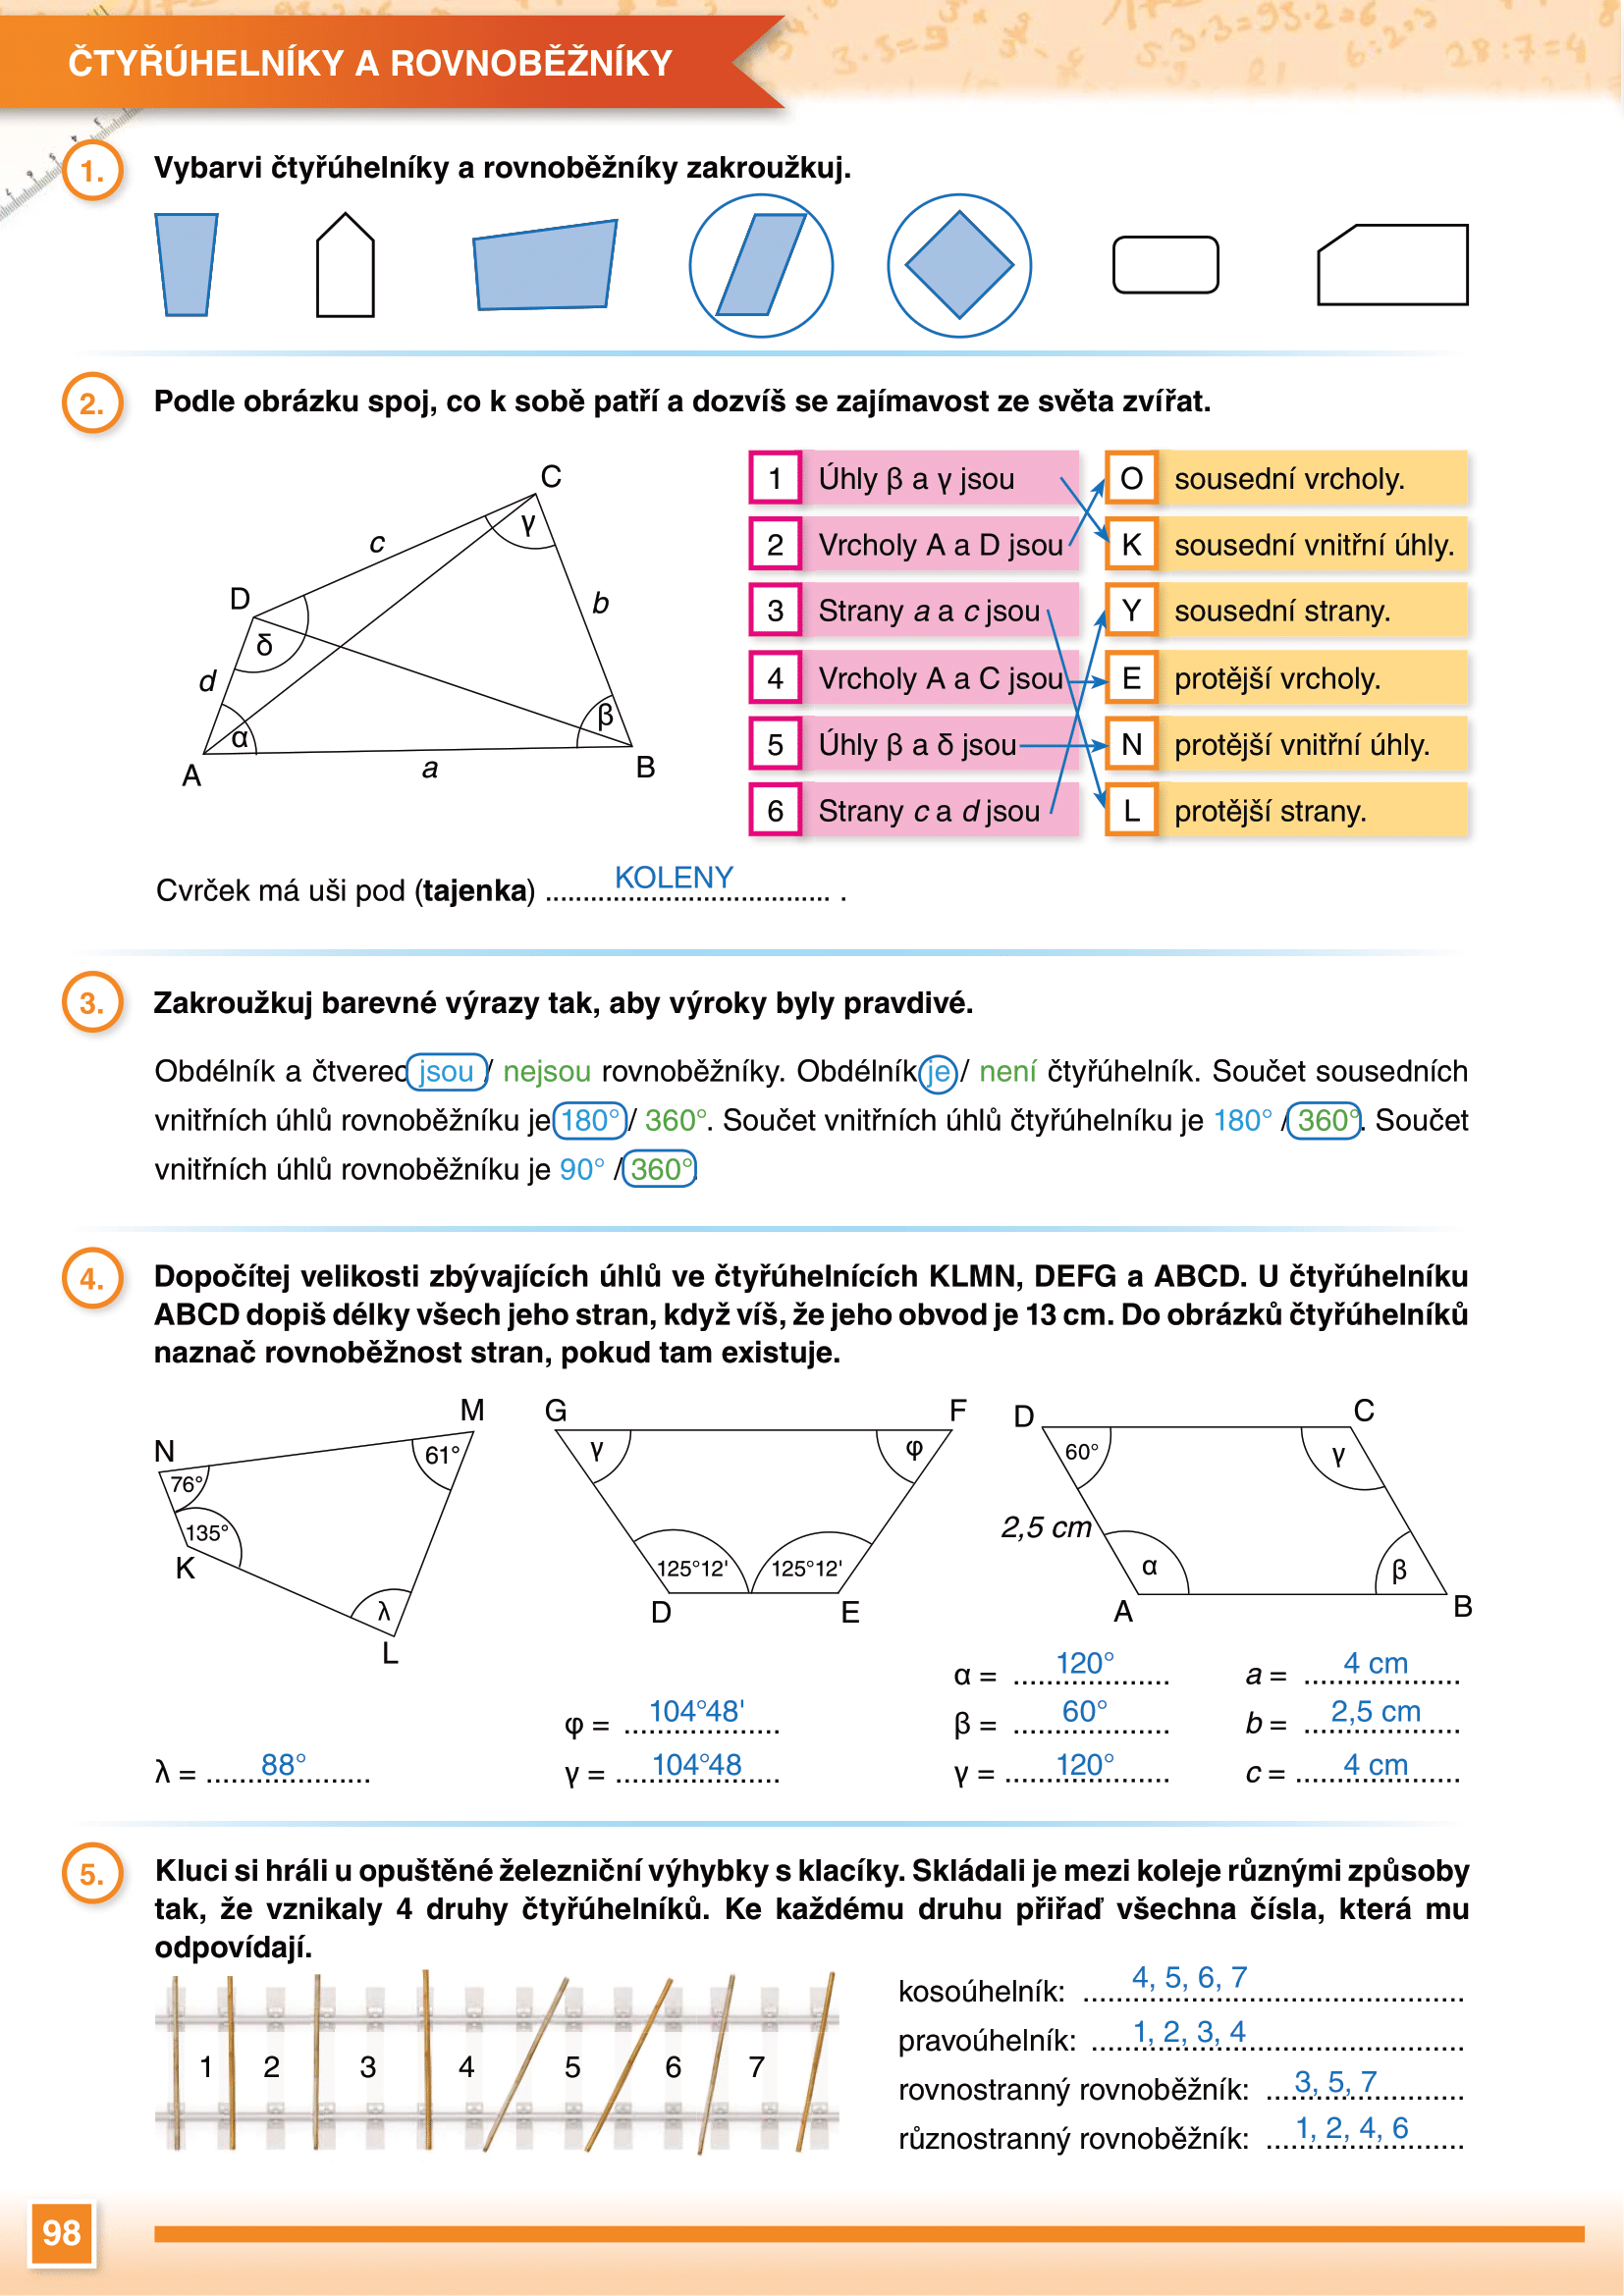 ČTYŘÚHELNÍKY A ROVNOBĚŽNÍKY
1.
Vybarvi čtyřúhelníky a rovnoběžníky zakroužkuj.
2.
Podle obrázku spoj, co k sobě patří a dozvíš se zajímavost ze světa zvířat.
C
γ
c
D
b
δ
d
β
α
A
a
B
1 Úhly β a γ jsou
O sousední vrcholy.
2 Vrcholy A a D jsou
K sousední vnitřní úhly.
3 Strany a a c jsou
Y sousední strany.
4 Vrcholy A a C jsou
E protější vrcholy.
5 Úhly β a δ jsou
N protější vnitřní úhly.
6 Strany c a d jsou
L protější strany.
Cvrček má uši pod (tajenka) KOLENY .
3.
Zakroužkuj barevné výrazy tak, aby výroky byly pravdivé.
Obdélník a čtverec jsou / nejsou rovnoběžníky. Obdélník je / není čtyřúhelník. Součet sousedních
vnitřních úhlů rovnoběžníku je 180° / 360°. Součet vnitřních úhlů čtyřúhelníku je 180° / 360°. Součet
vnitřních úhlů rovnoběžníku je 90° / 360°.
4.
Dopočítej velikosti zbývajících úhlů ve čtyřúhelnících KLMN, DEFG a ABCD. U čtyřúhelníku
ABCD dopiš délky všech jeho stran, když víš, že jeho obvod je 13 cm. Do obrázků čtyřúhelníků
naznač rovnoběžnost stran, pokud tam existuje.
M
N
61°
76°
135°
K
λ
L
G
F
γ
φ
125°12'
125°12'
D
E
D
C
60°
γ
2,5 cm
α
β
A
B
α = 120°
a = 4 cm
φ = 104°48'
β = 60°
b = 2,5 cm
λ = 88°
γ = 104°48
γ = 120°
c = 4 cm
5.
Kluci si hráli u opuštěné železniční výhybky s klacíky. Skládali je mezi koleje různými způsoby
tak, že vznikaly 4 druhy čtyřúhelníků. Ke každému druhu přiřaď všechna čísla, která mu
odpovídají.
1 2 3 4 5 6 7
kosoúhelník: 4, 5, 6, 7
pravoúhelník: 1, 2, 3, 4
rovnostranný rovnoběžník: 3, 5, 7
různostranný rovnoběžník: 1, 2, 4, 6
98